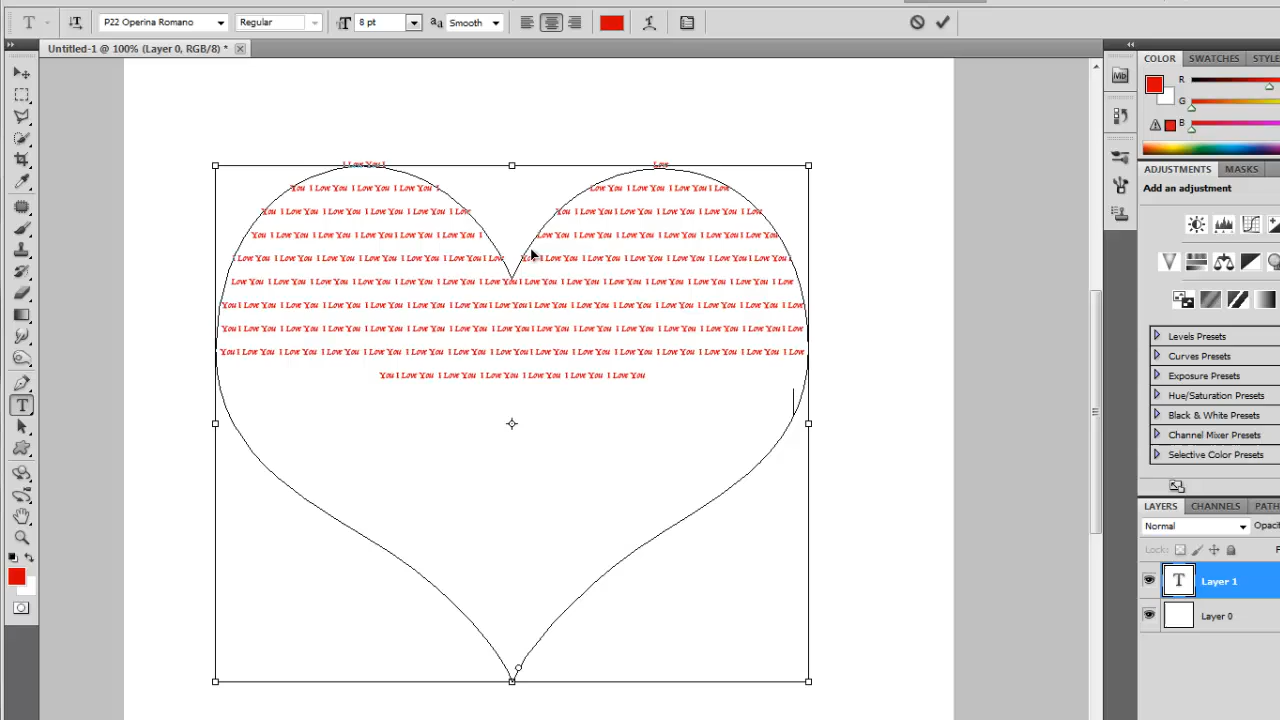 P22 Operina Romano Regular 8 pt Smooth
Untitled-1 @ 100% (Layer 0, RGB/8) *
COLOR SWATCHES STYLE
R
G
B
Mb
ADJUSTMENTS MASKS
Add an adjustment
Levels Presets
Curves Presets
Exposure Presets
Hue/Saturation Presets
Black & White Presets
Channel Mixer Presets
Selective Color Presets
LAYERS CHANNELS PATH
Normal Opacit
Lock: F
T Layer 1
Layer 0
I Love You I Love
You I Love You I Love You I Love You I Love You I Love You I Love You I Love
You I Love You I Love You I Love You I Love You I Love You I Love You I Love You
You I Love You I Love You I Love You I Love You I Love You I Love You I Love You I Love You
Love You I Love You I Love You I Love You I Love You I Love You I Love You I Love You I Love You
Love You I Love You I Love You I Love You I Love You I Love You I Love You I Love You I Love You I Love You I Love You I Love You I Love
You I Love You I Love You I Love You I Love You I Love You I Love You I Love You I Love You I Love You I Love You I Love You I Love You I Love
You I Love You I Love You I Love You I Love You I Love You I Love You I Love You I Love You I Love You I Love You I Love You I Love You I Love
You I Love You I Love You I Love You I Love You I Love You I Love You I Love You I Love You I Love You I Love You I Love You I Love You I Love
You I Love You I Love You I Love You I Love You I Love You I Love You